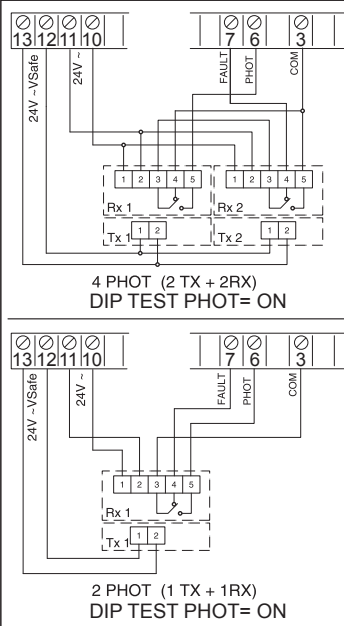 13 12 11 10 7 6 3
24V ~VSafe
24V ~
FAULT
PHOT
COM
1 2 3 4 5 1 2 3 4 5
Rx 1 Rx 2
Tx 1 1 2 Tx 2 1 2
4 PHOT (2 TX + 2RX)
DIP TEST PHOT= ON
13 12 11 10 7 6 3
24V ~VSafe
24V ~
FAULT
PHOT
COM
1 2 3 4 5
Rx 1
Tx 1 1 2
2 PHOT (1 TX + 1RX)
DIP TEST PHOT= ON